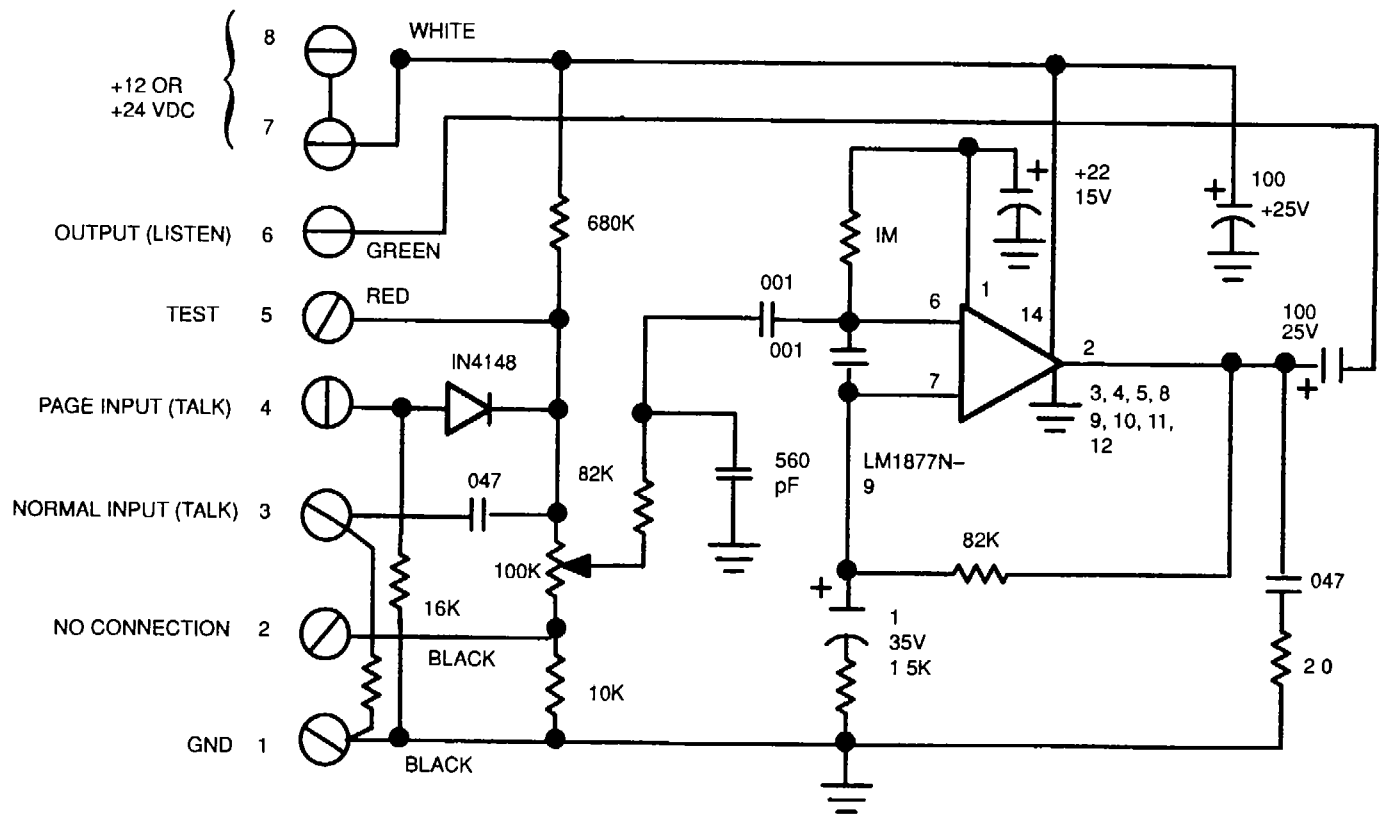 8
WHITE
+12 OR
+24 VDC
7
OUTPUT (LISTEN) 6
GREEN
TEST 5
RED
PAGE INPUT (TALK) 4
IN4148
NORMAL INPUT (TALK) 3
047
NO CONNECTION 2
BLACK
GND 1
BLACK
680K
82K
100K
16K
10K
001
001
560
pF
IM
+
+22
15V
+
100
+25V
6
1
14
7
2
3, 4, 5, 8
9, 10, 11,
12
LM1877N–
9
100
25V
+
82K
+
1
35V
1 5K
047
2 0